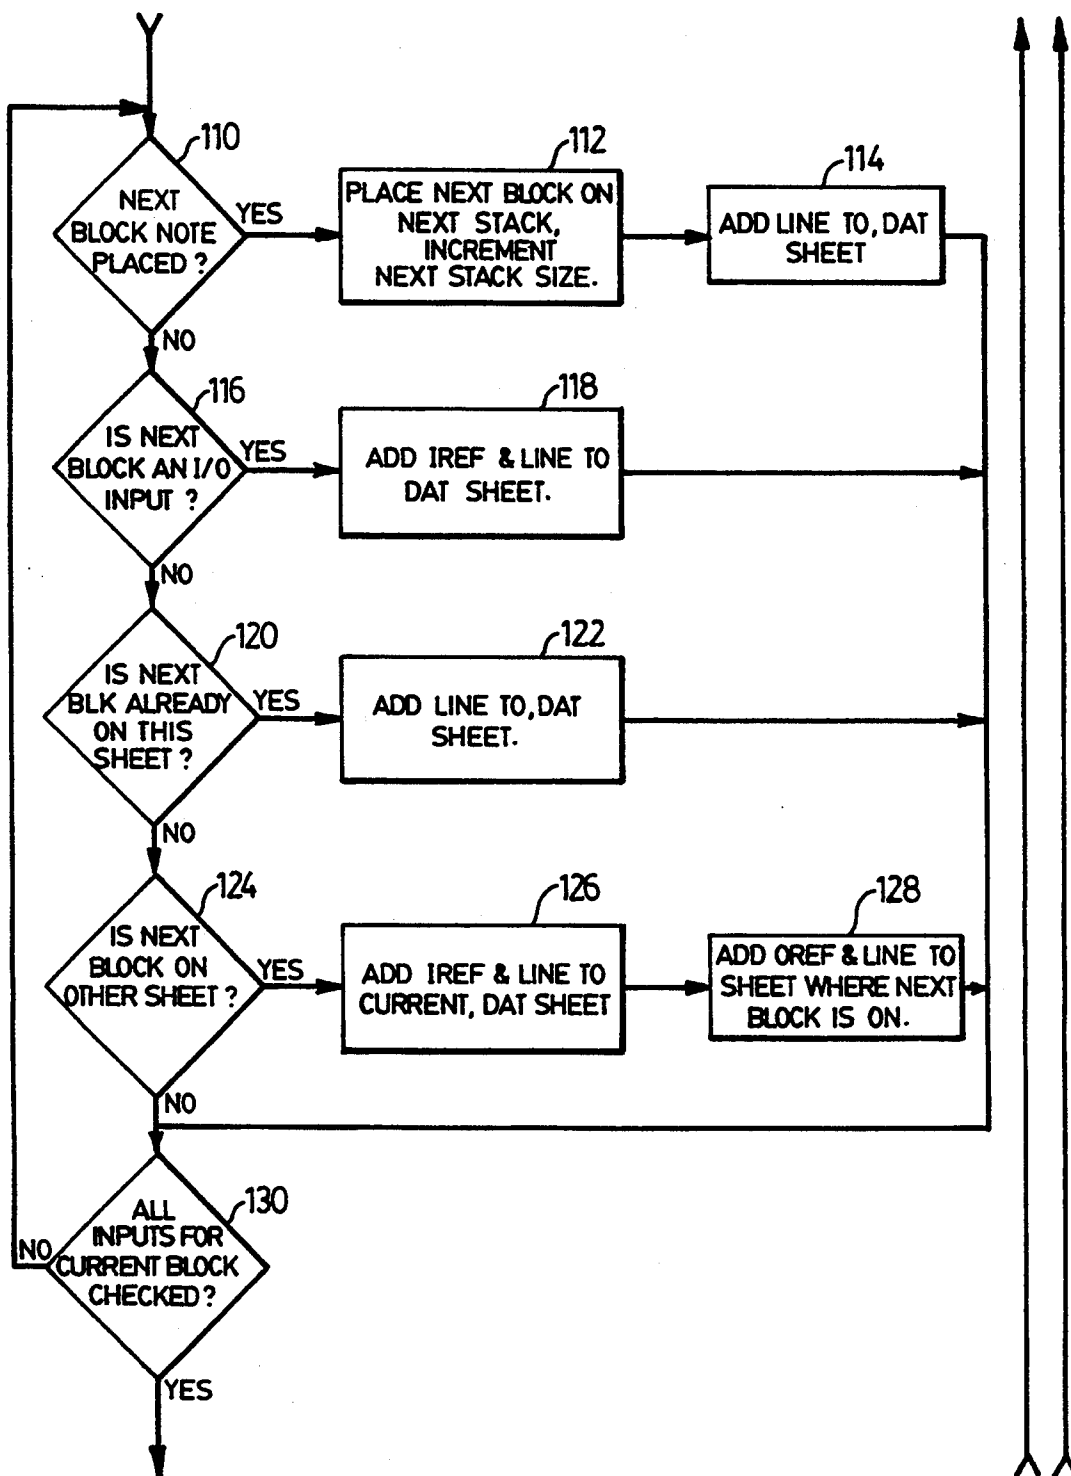 110
NEXT
BLOCK NOTE
PLACED ?
YES
NO
112
PLACE NEXT BLOCK ON
NEXT STACK,
INCREMENT
NEXT STACK SIZE.
114
ADD LINE TO, DAT
SHEET
116
IS NEXT
BLOCK AN I/O
INPUT ?
YES
NO
118
ADD IREF & LINE TO
DAT SHEET.
120
IS NEXT
BLK ALREADY
ON THIS
SHEET ?
YES
NO
122
ADD LINE TO, DAT
SHEET.
124
IS NEXT
BLOCK ON
OTHER SHEET ?
YES
NO
126
ADD IREF & LINE TO
CURRENT, DAT SHEET
128
ADD OREF & LINE TO
SHEET WHERE NEXT
BLOCK IS ON.
130
ALL
INPUTS FOR
CURRENT BLOCK
CHECKED ?
NO
YES